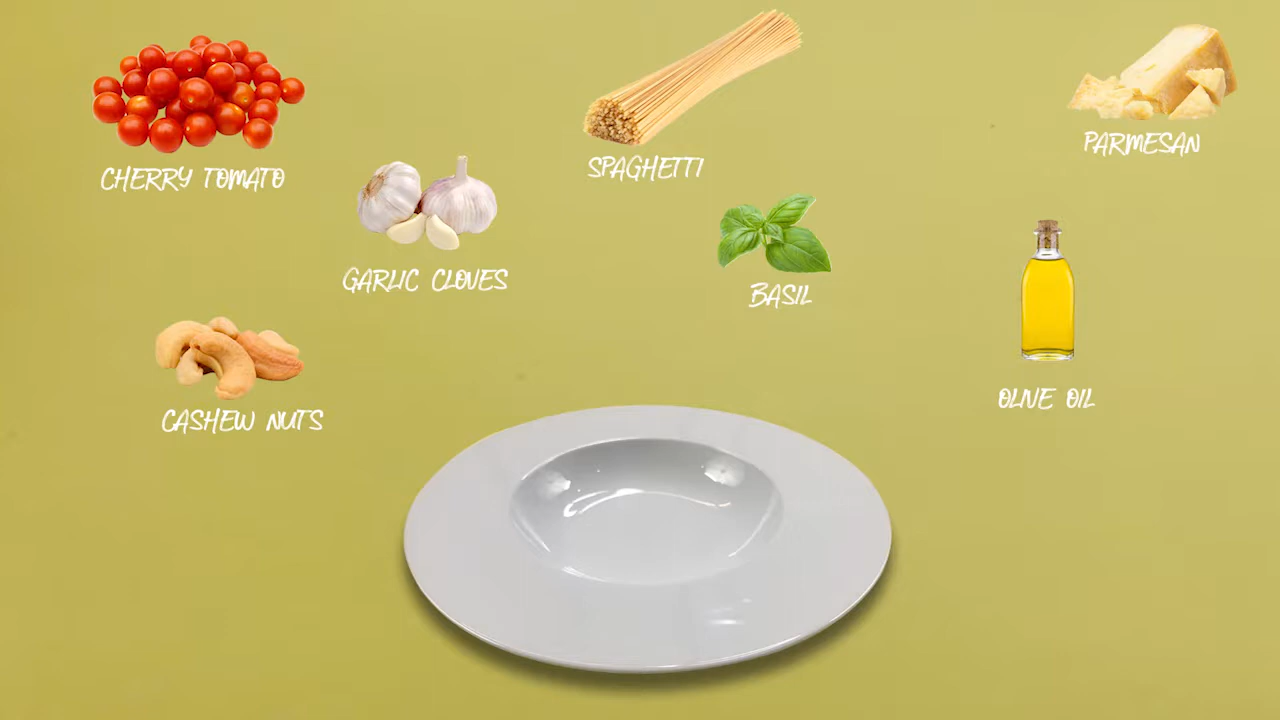 CHERRY TOMATO
SPAGHETTI
PARMESAN
GARLIC CLOVES
BASIL
CASHEW NUTS
OLIVE OIL